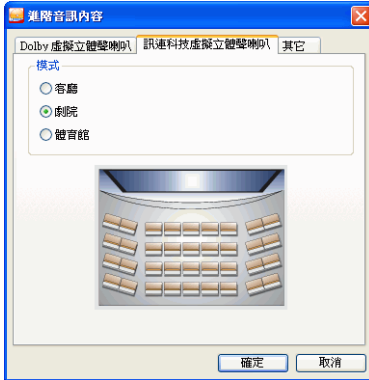 進階音訊內容
Dolby 虛擬立體聲喇叭 訊連科技虛擬立體聲喇叭 其它
模式
客廳
劇院
體育館
確定 取消